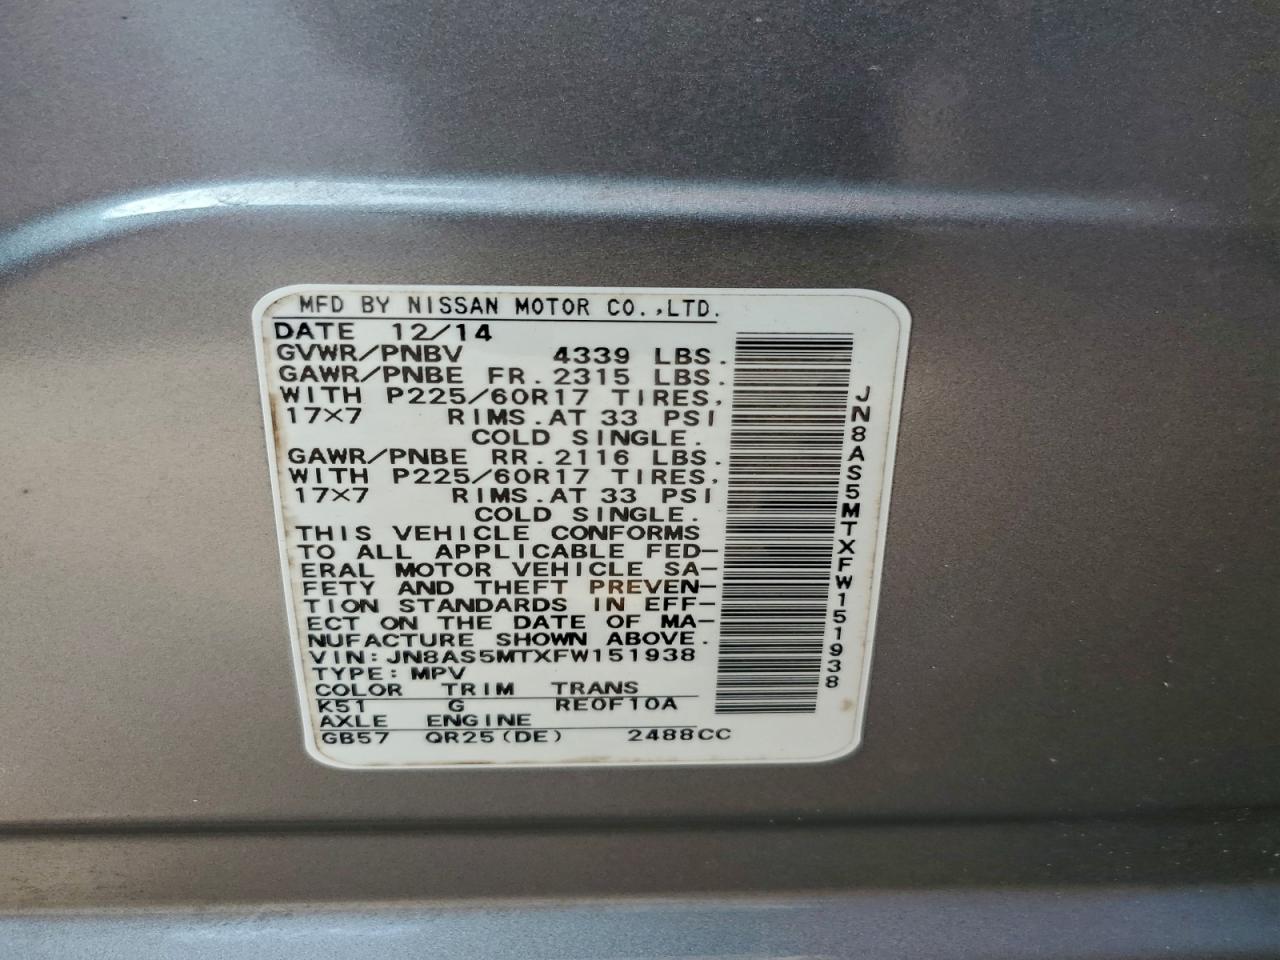 MFD BY NISSAN MOTOR CO.,LTD.
DATE 12/14
GVWR/PNBV 4339 LBS.
GAWR/PNBE FR. 2315 LBS.
WITH P225/60R17 TIRES,
17×7 RIMS.AT 33 PSI
COLD SINGLE.
GAWR/PNBE RR. 2116 LBS.
WITH P225/60R17 TIRES,
17×7 RIMS.AT 33 PSI
COLD SINGLE.
THIS VEHICLE CONFORMS
TO ALL APPLICABLE FED-
ERAL MOTOR VEHICLE SA-
FETY AND THEFT PREVEN-
TION STANDARDS IN EFF-
ECT ON THE DATE OF MA-
NUFACTURE SHOWN ABOVE.
VIN:JN8AS5MTXFW151938
TYPE:MPV
COLOR TRIM TRANS
K51 G RE0F10A
AXLE ENGINE
GB57 QR25(DE) 2488CC
JN8AS5MTXFW151938